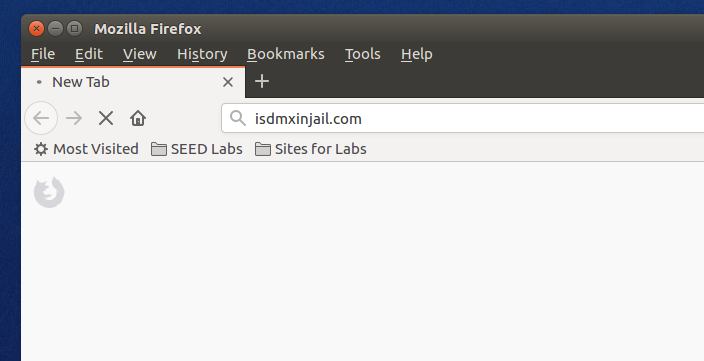 Mozilla Firefox
File Edit View History Bookmarks Tools Help
New Tab
isdmxinjail.com
Most Visited SEED Labs Sites for Labs